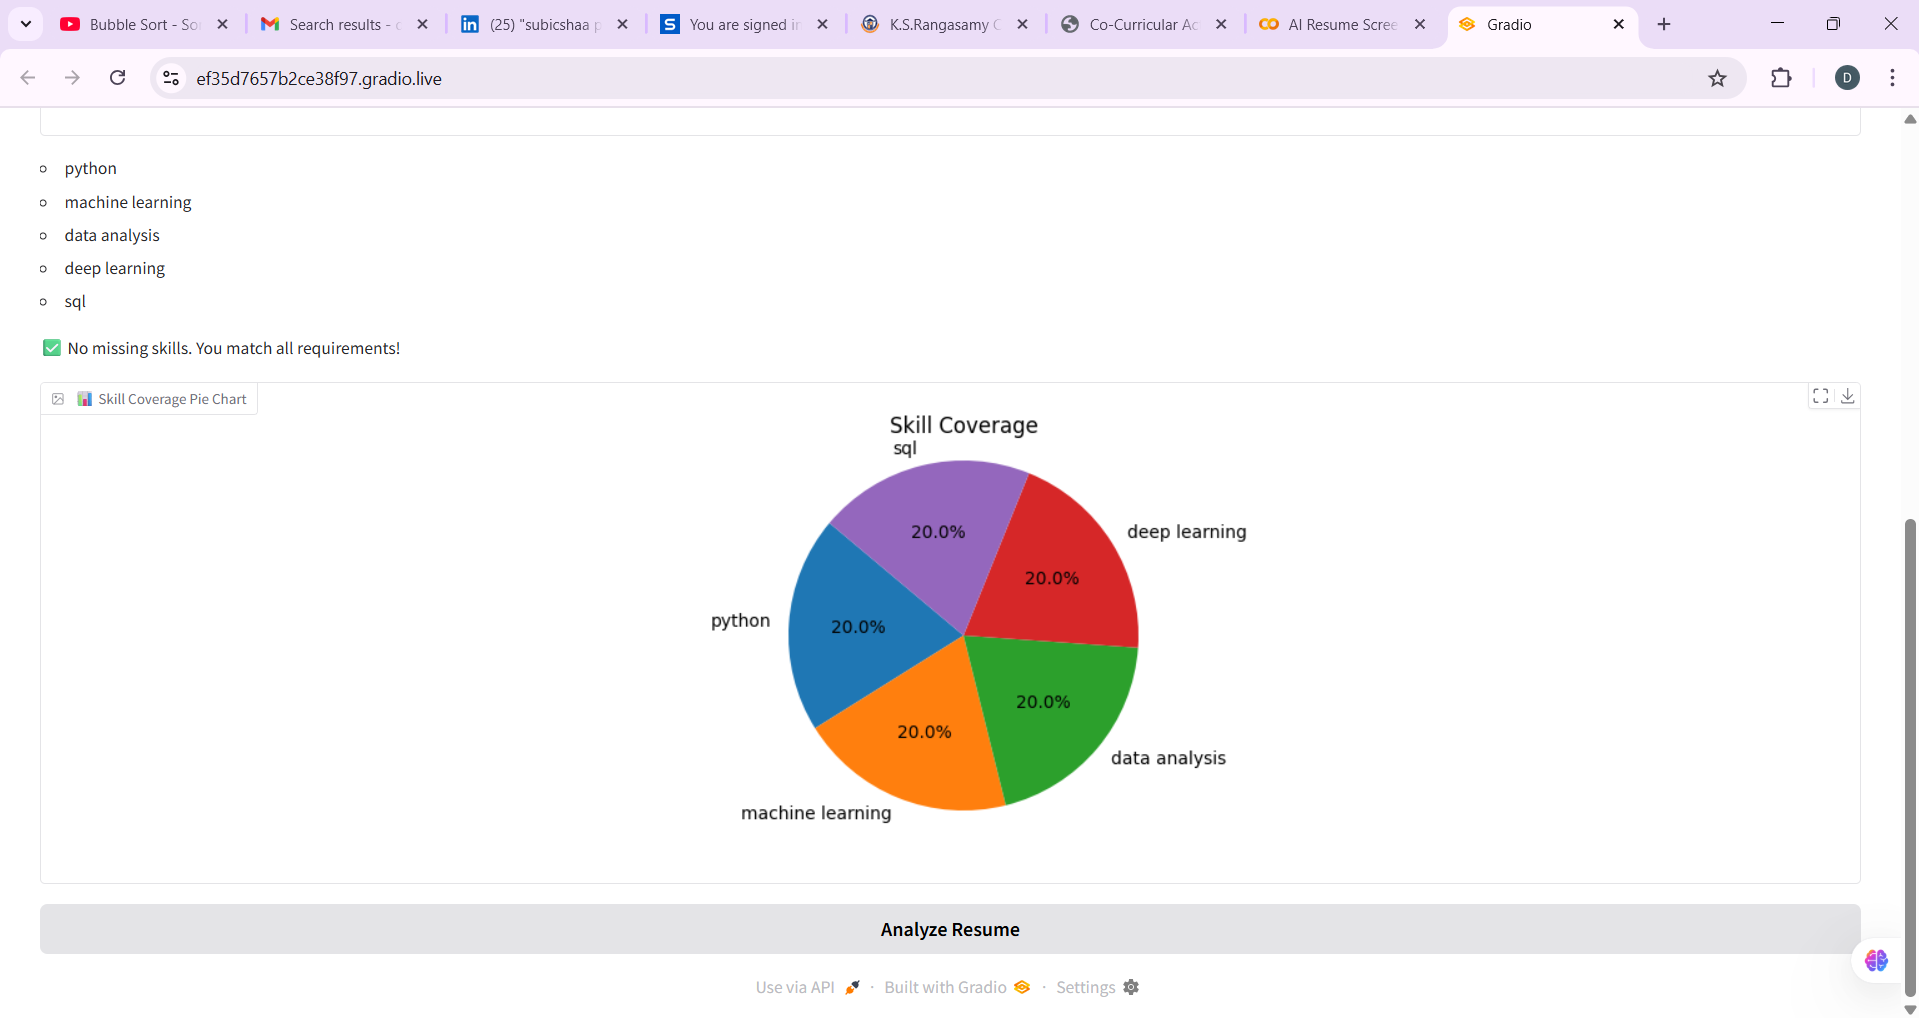 Bubble Sort - So
Search results - c
(25) "subicshaa p
You are signed in
K.S.Rangasamy C
Co-Curricular Ac
AI Resume Scree
Gradio
ef35d7657b2ce38f97.gradio.live
D
python
machine learning
data analysis
deep learning
sql
✅ No missing skills. You match all requirements!
📊 Skill Coverage Pie Chart
Skill Coverage
sql
20.0%
deep learning
20.0%
python
20.0%
20.0%
data analysis
20.0%
machine learning
Analyze Resume
Use via API 🚀 · Built with Gradio · Settings